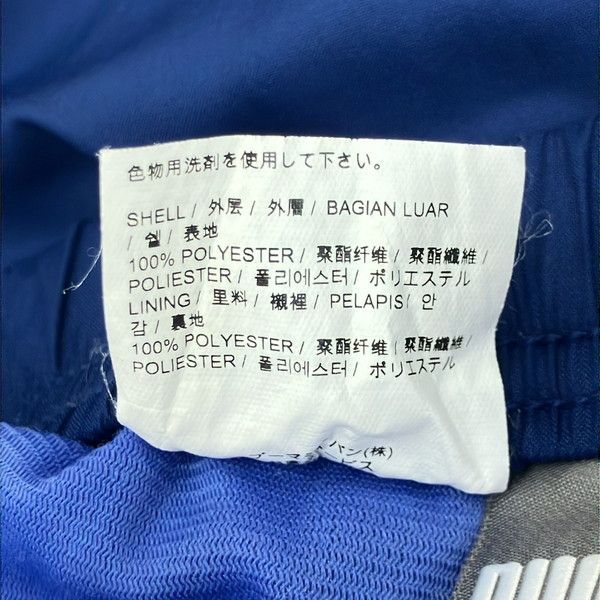 色物用洗剤を使用して下さい。
SHELL / 外层 / 外層 / BAGIAN LUAR
/ 쉘 / 表地
100% POLYESTER / 聚酯纤维 / 聚酯纖維 /
POLIESTER / 폴리에스터 / ポリエステル
LINING / 里料 / 襯裡 / PELAPIS/ 안
감 / 裏地
100% POLYESTER / 聚酯纤维 / 聚酯纖維 /
POLIESTER / 폴리에스터 / ポリエステル
パン(株)